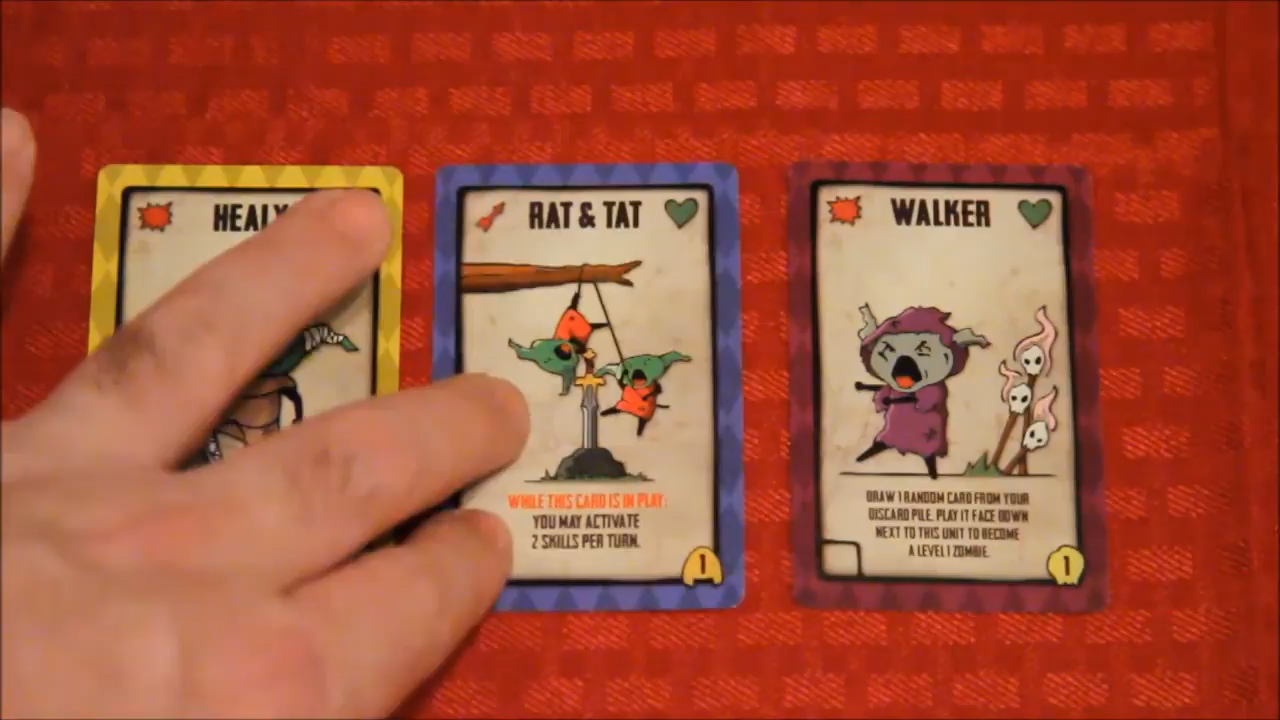 RAT & TAT
WHILE THIS CARD IS IN PLAY:
YOU MAY ACTIVATE
2 SKILLS PER TURN.
1
WALKER
DRAW 1 RANDOM CARD FROM YOUR
DISCARD PILE. PLAY IT FACE DOWN
NEXT TO THIS UNIT TO BECOME
A LEVEL 1 ZOMBIE.
1